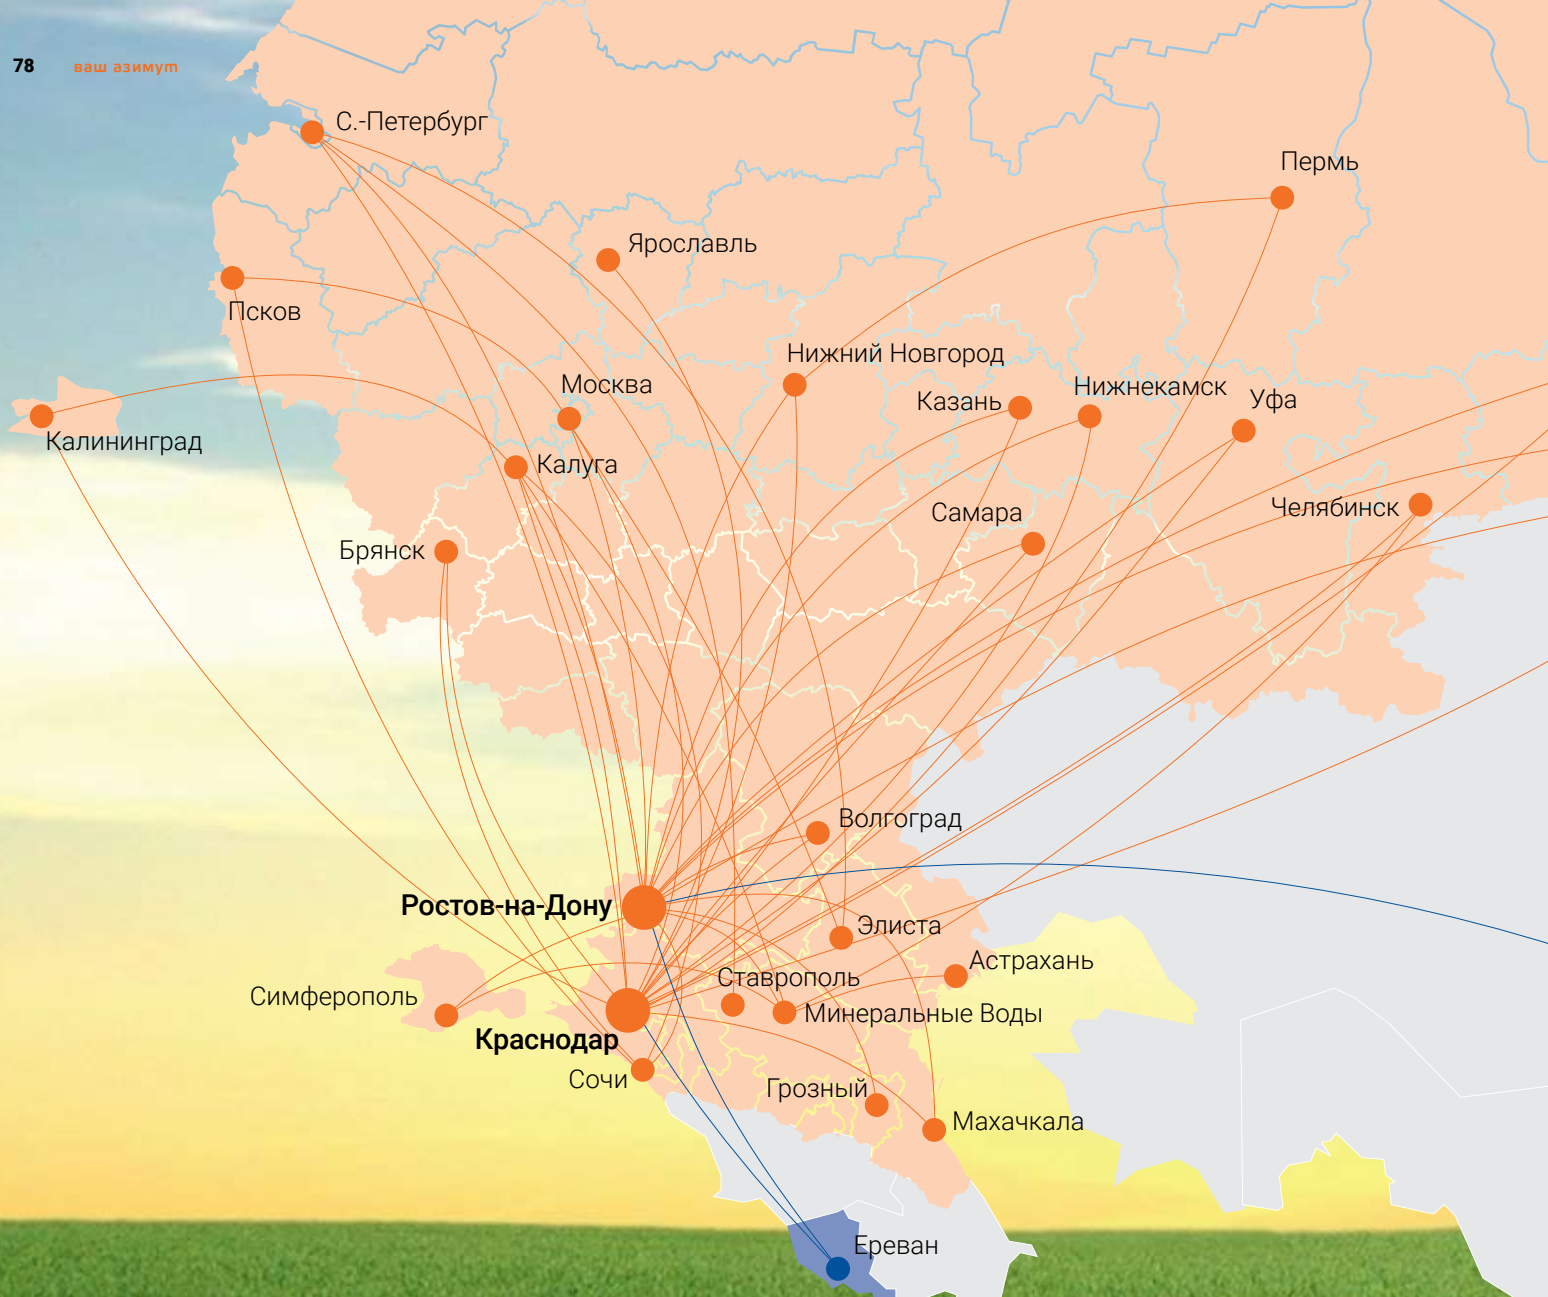 78 ваш азимут
С.-Петербург
Пермь
Ярославль
Псков
Нижний Новгород
Москва
Казань
Нижнекамск
Уфа
Калининград
Калуга
Челябинск
Самара
Брянск
Волгоград
Ростов-на-Дону
Элиста
Астрахань
Ставрополь
Симферополь
Минеральные Воды
Краснодар
Сочи
Грозный
Махачкала
Ереван